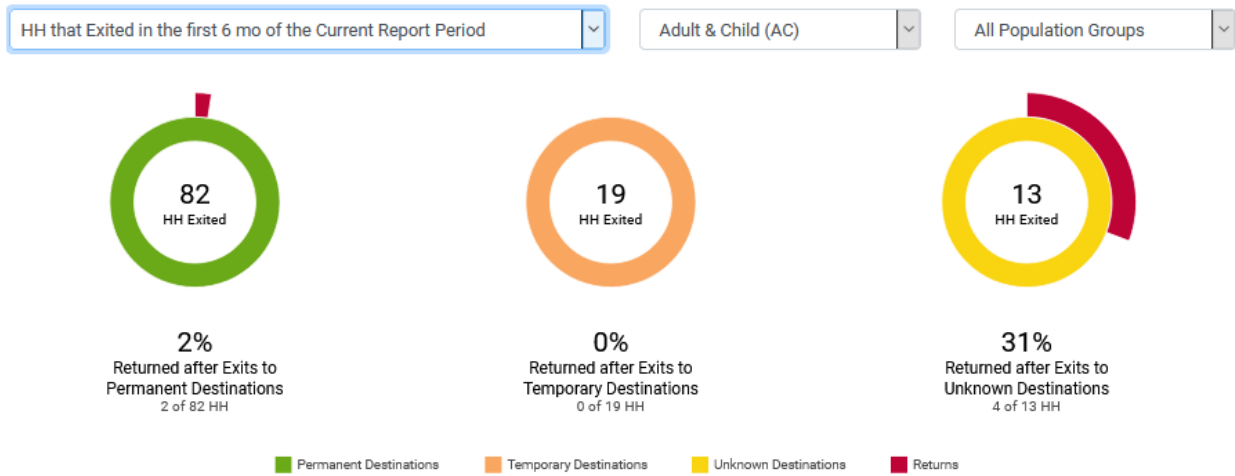 HH that Exited in the first 6 mo of the Current Report Period
Adult & Child (AC)
All Population Groups
82
HH Exited
19
HH Exited
13
HH Exited
2%
Returned after Exits to
Permanent Destinations
2 of 82 HH
0%
Returned after Exits to
Temporary Destinations
0 of 19 HH
31%
Returned after Exits to
Unknown Destinations
4 of 13 HH
Permanent Destinations
Temporary Destinations
Unknown Destinations
Returns